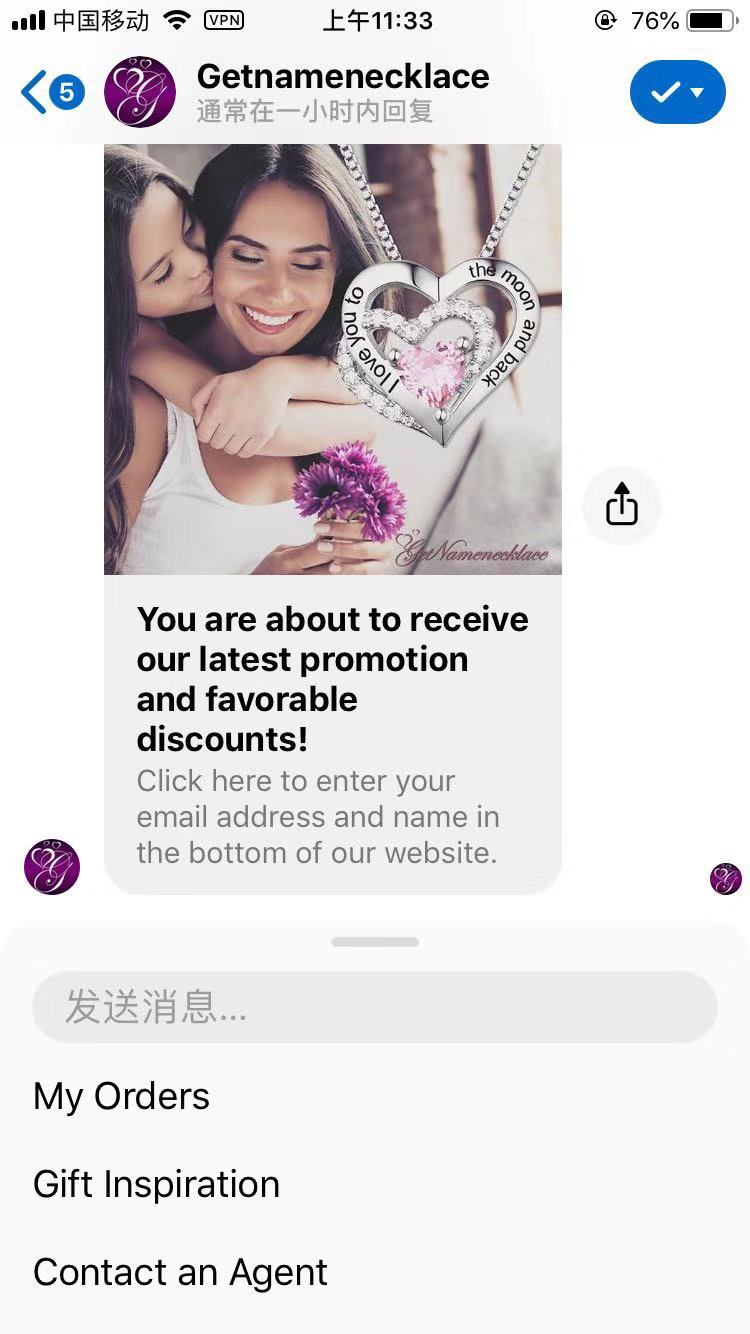 中国移动 VPN 上午11:33 76%
5 Getnamenecklace
通常在一小时内回复
I love you to the moon and back
GetNamenecklace
You are about to receive
our latest promotion
and favorable
discounts!
Click here to enter your
email address and name in
the bottom of our website.
发送消息...
My Orders
Gift Inspiration
Contact an Agent